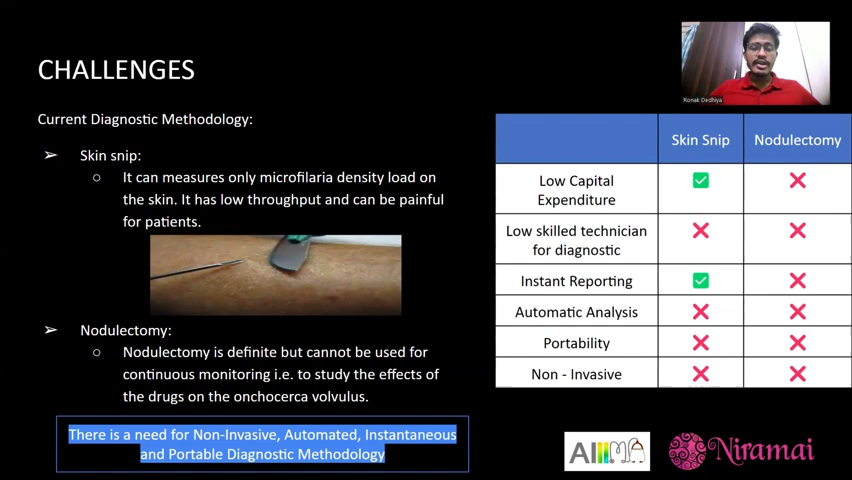 CHALLENGES
Ronak Dedhiya
Current Diagnostic Methodology:
➢ Skin snip:
○ It can measures only microfilaria density load on
the skin. It has low throughput and can be painful
for patients.
➢ Nodulectomy:
○ Nodulectomy is definite but cannot be used for
continuous monitoring i.e. to study the effects of
the drugs on the onchocerca volvulus.
There is a need for Non-Invasive, Automated, Instantaneous
and Portable Diagnostic Methodology
Skin Snip Nodulectomy
Low Capital
Expenditure
Low skilled technician
for diagnostic
Instant Reporting
Automatic Analysis
Portability
Non - Invasive
Niramai